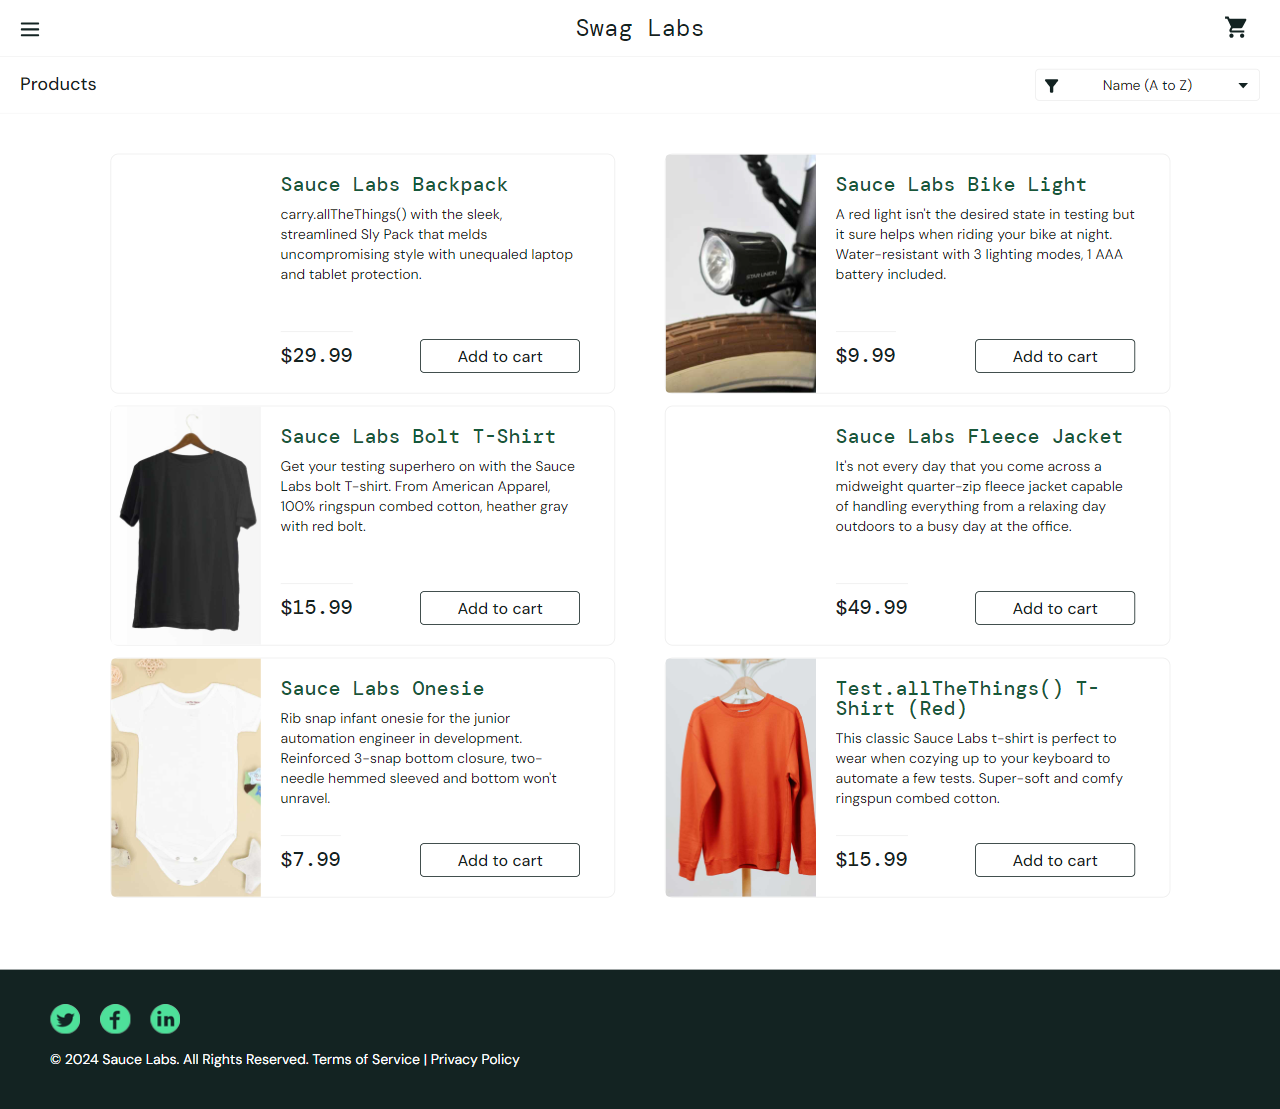 Swag Labs
Products
Name (A to Z)
Sauce Labs Backpack
carry.allTheThings() with the sleek,
streamlined Sly Pack that melds
uncompromising style with unequaled laptop
and tablet protection.
$29.99
Add to cart
Sauce Labs Bike Light
A red light isn't the desired state in testing but
it sure helps when riding your bike at night.
Water-resistant with 3 lighting modes, 1 AAA
battery included.
$9.99
Add to cart
Sauce Labs Bolt T-Shirt
Get your testing superhero on with the Sauce
Labs bolt T-shirt. From American Apparel,
100% ringspun combed cotton, heather gray
with red bolt.
$15.99
Add to cart
Sauce Labs Fleece Jacket
It's not every day that you come across a
midweight quarter-zip fleece jacket capable
of handling everything from a relaxing day
outdoors to a busy day at the office.
$49.99
Add to cart
Sauce Labs Onesie
Rib snap infant onesie for the junior
automation engineer in development.
Reinforced 3-snap bottom closure, two-
needle hemmed sleeved and bottom won't
unravel.
$7.99
Add to cart
Test.allTheThings() T-
Shirt (Red)
This classic Sauce Labs t-shirt is perfect to
wear when cozying up to your keyboard to
automate a few tests. Super-soft and comfy
ringspun combed cotton.
$15.99
Add to cart
© 2024 Sauce Labs. All Rights Reserved. Terms of Service | Privacy Policy